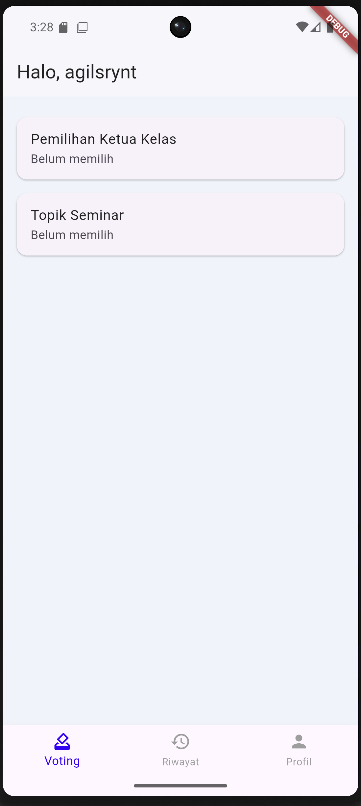 3:28
DEBUG
Halo, agilsrynt
Pemilihan Ketua Kelas
Belum memilih
Topik Seminar
Belum memilih
Voting
Riwayat
Profil